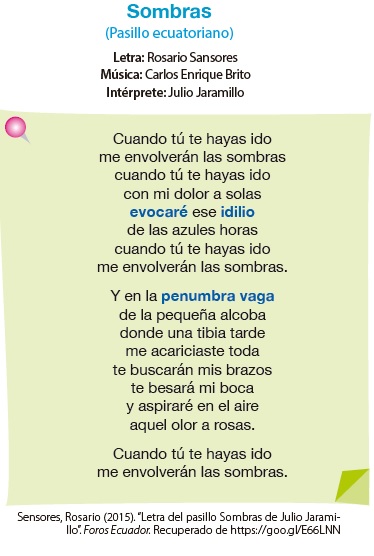 Sombras
(Pasillo ecuatoriano)
Letra: Rosario Sansores
Música: Carlos Enrique Brito
Intérprete: Julio Jaramillo
Cuando tú te hayas ido
me envolverán las sombras
cuando tú te hayas ido
con mi dolor a solas
evocaré ese idilio
de las azules horas
cuando tú te hayas ido
me envolverán las sombras.
Y en la penumbra vaga
de la pequeña alcoba
donde una tibia tarde
me acariciaste toda
te buscarán mis brazos
te besará mi boca
y aspiraré en el aire
aquel olor a rosas.
Cuando tú te hayas ido
me envolverán las sombras.
Sensores, Rosario (2015). “Letra del pasillo Sombras de Julio Jarami-
llo”. Foros Ecuador. Recuperado de https://goo.gl/E66LNN